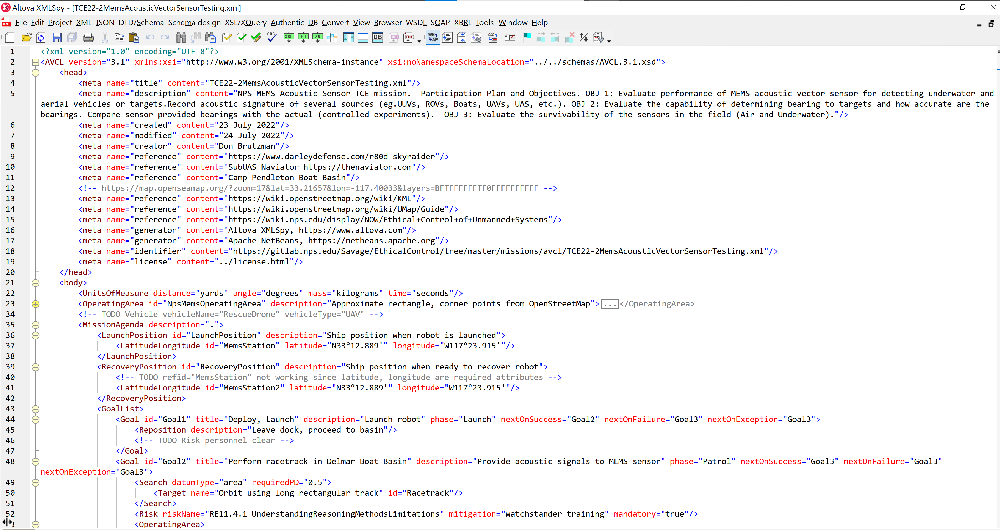 Altova XMLSpy - [TCE22-2MemsAcousticVectorSensorTesting.xml]
File Edit Project XML JSON DTD/Schema Schema design XSL/XQuery Authentic DB Convert View Browser WSDL SOAP XBRL Tools Window Help
ABC XSL FO XQ DB DEF FILE WR AP 42
1 <?xml version="1.0" encoding="UTF-8"?>
2 <AVCL version="3.1" xmlns:xsi="http://www.w3.org/2001/XMLSchema-instance" xsi:noNamespaceSchemaLocation="../../schemas/AVCL.3.1.xsd">
3 <head>
4 <meta name="title" content="TCE22-2MemsAcousticVectorSensorTesting.xml"/>
5 <meta name="description" content="NPS MEMS Acoustic Sensor TCE mission.  Participation Plan and Objectives. OBJ 1: Evaluate performance of MEMS acoustic vector sensor for detecting underwater and
aerial vehicles or targets.Record acoustic signature of several sources (eg.UUVs, ROVs, Boats, UAVs, UAS, etc.). OBJ 2: Evaluate the capability of determining bearing to targets and how accurate are the
bearings. Compare sensor provided bearings with the actual (controlled experiments).  OBJ 3: Evaluate the survivability of the sensors in the field (Air and Underwater)."/>
6 <meta name="created" content="23 July 2022"/>
7 <meta name="modified" content="24 July 2022"/>
8 <meta name="creator" content="Don Brutzman"/>
9 <meta name="reference" content="https://www.darleydefense.com/r80d-skyraider"/>
10 <meta name="reference" content="SubUAS Naviator https://thenaviator.com"/>
11 <meta name="reference" content="Camp Pendleton Boat Basin"/>
12 <!-- https://map.openseamap.org/?zoom=17&lat=33.21657&lon=-117.40033&layers=BFTFFFFFFTF0FFFFFFFFFF -->
13 <meta name="reference" content="https://wiki.openstreetmap.org/wiki/KML"/>
14 <meta name="reference" content="https://wiki.openstreetmap.org/wiki/UMap/Guide"/>
15 <meta name="reference" content="https://wiki.nps.edu/display/NOW/Ethical+Control+of+Unmanned+Systems"/>
16 <meta name="generator" content="Altova XMLSpy, https://www.altova.com"/>
17 <meta name="generator" content="Apache NetBeans, https://netbeans.apache.org"/>
18 <meta name="identifier" content="https://gitlab.nps.edu/Savage/EthicalControl/tree/master/missions/avcl/TCE22-2MemsAcousticVectorSensorTesting.xml"/>
19 <meta name="license" content="../license.html"/>
20 </head>
21 <body>
22 <UnitsOfMeasure distance="yards" angle="degrees" mass="kilograms" time="seconds"/>
23 <OperatingArea id="NpsMemsOperatingArea" description="Approximate rectangle, corner points from OpenStreetMap">...</OperatingArea>
34 <!-- TODO Vehicle vehicleName="RescueDrone" vehicleType="UAV" -->
35 <MissionAgenda description=".">
36 <LaunchPosition id="LaunchPosition" description="Ship position when robot is launched">
37 <LatitudeLongitude id="MemsStation" latitude="N33°12.889'" longitude="W117°23.915'"/>
38 </LaunchPosition>
39 <RecoveryPosition id="RecoveryPosition" description="Ship position when ready to recover robot">
40 <!-- TODO refid="MemsStation" not working since latitude, longitude are required attributes -->
41 <LatitudeLongitude id="MemsStation2" latitude="N33°12.889'" longitude="W117°23.915'"/>
42 </RecoveryPosition>
43 <GoalList>
44 <Goal id="Goal1" title="Deploy, Launch" description="Launch robot" phase="Launch" nextOnSuccess="Goal2" nextOnFailure="Goal3" nextOnException="Goal3">
45 <Reposition description="Leave dock, proceed to basin"/>
46 <!-- TODO Risk personnel clear -->
47 </Goal>
48 <Goal id="Goal2" title="Perform racetrack in Delmar Boat Basin" description="Provide acoustic signals to MEMS sensor" phase="Patrol" nextOnSuccess="Goal3" nextOnFailure="Goal3"
nextOnException="Goal3">
49 <Search datumType="area" requiredPD="0.5">
50 <Target name="Orbit using long rectangular track" id="Racetrack"/>
51 </Search>
52 <Risk riskName="RE11.4.1_UnderstandingReasoningMethodsLimitations" mitigation="watchstander training" mandatory="true"/>
3 <OperatingArea>